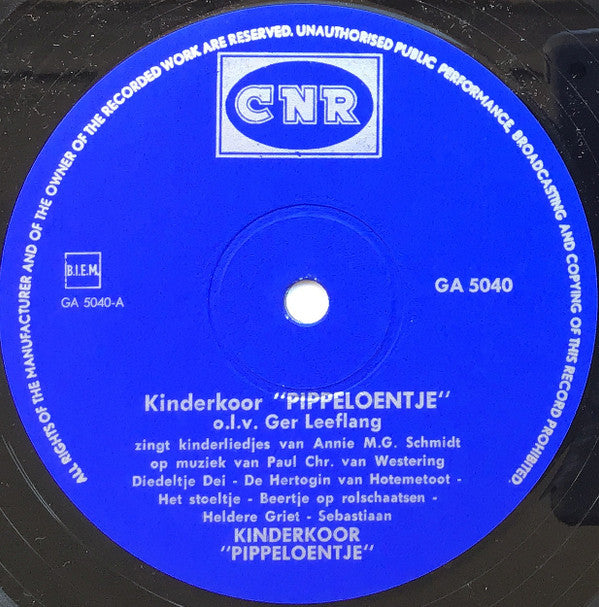 ALL RIGHTS OF THE MANUFACTURER AND OF THE OWNER OF THE RECORDED WORK ARE RESERVED. UNAUTHORISED PUBLIC PERFORMANCE, BROADCASTING AND COPYING OF THIS RECORD PROHIBITED.
CNR
B.I.E.M.
GA 5040-A
GA 5040
Kinderkoor "PIPPELOENTJE"
o.l.v. Ger Leeflang
zingt kinderliedjes van Annie M.G. Schmidt
op muziek van Paul Chr. van Westering
Diedeltje Dei - De Hertogin van Hotemetoot -
Het stoeltje - Beertje op rolschaatsen -
Heldere Griet - Sebastiaan
KINDERKOOR
"PIPPELOENTJE"